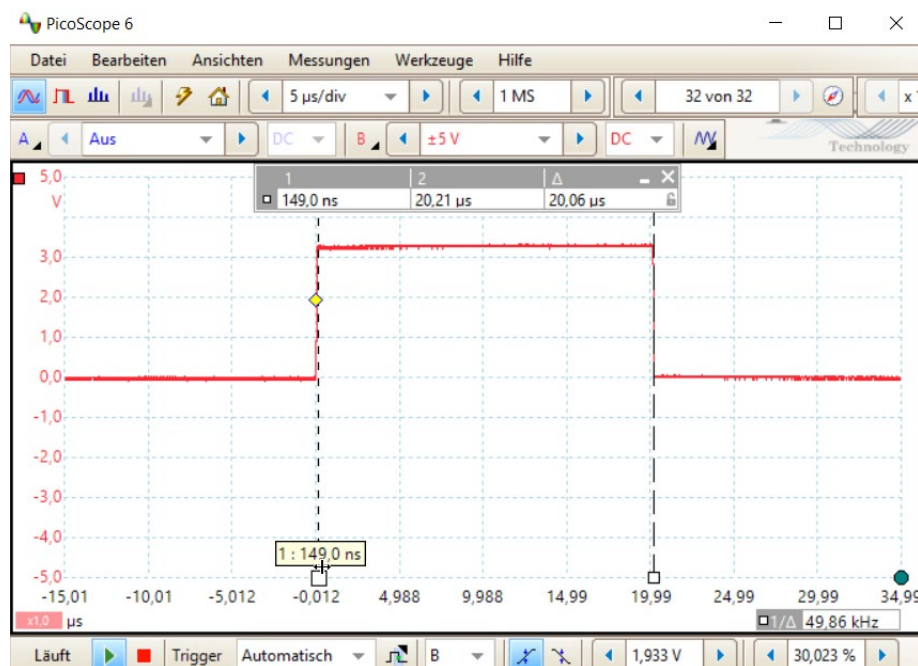 PicoScope 6
Datei Bearbeiten Ansichten Messungen Werkzeuge Hilfe
5 µs/div 1 MS 32 von 32 x
A Aus DC B ±5 V DC
Technology
1 2 Δ
149,0 ns 20,21 µs 20,06 µs
5,0
V
3,0
2,0
1,0
0,0
-1,0
-2,0
-3,0
-4,0
1 : 149,0 ns
-5,0
-15,01 -10,01 -5,012 -0,012 4,988 9,988 14,99 19,99 24,99 29,99 34,99
x1,0 µs 1/Δ 49,86 kHz
Läuft Trigger Automatisch B 1,933 V 30,023 %